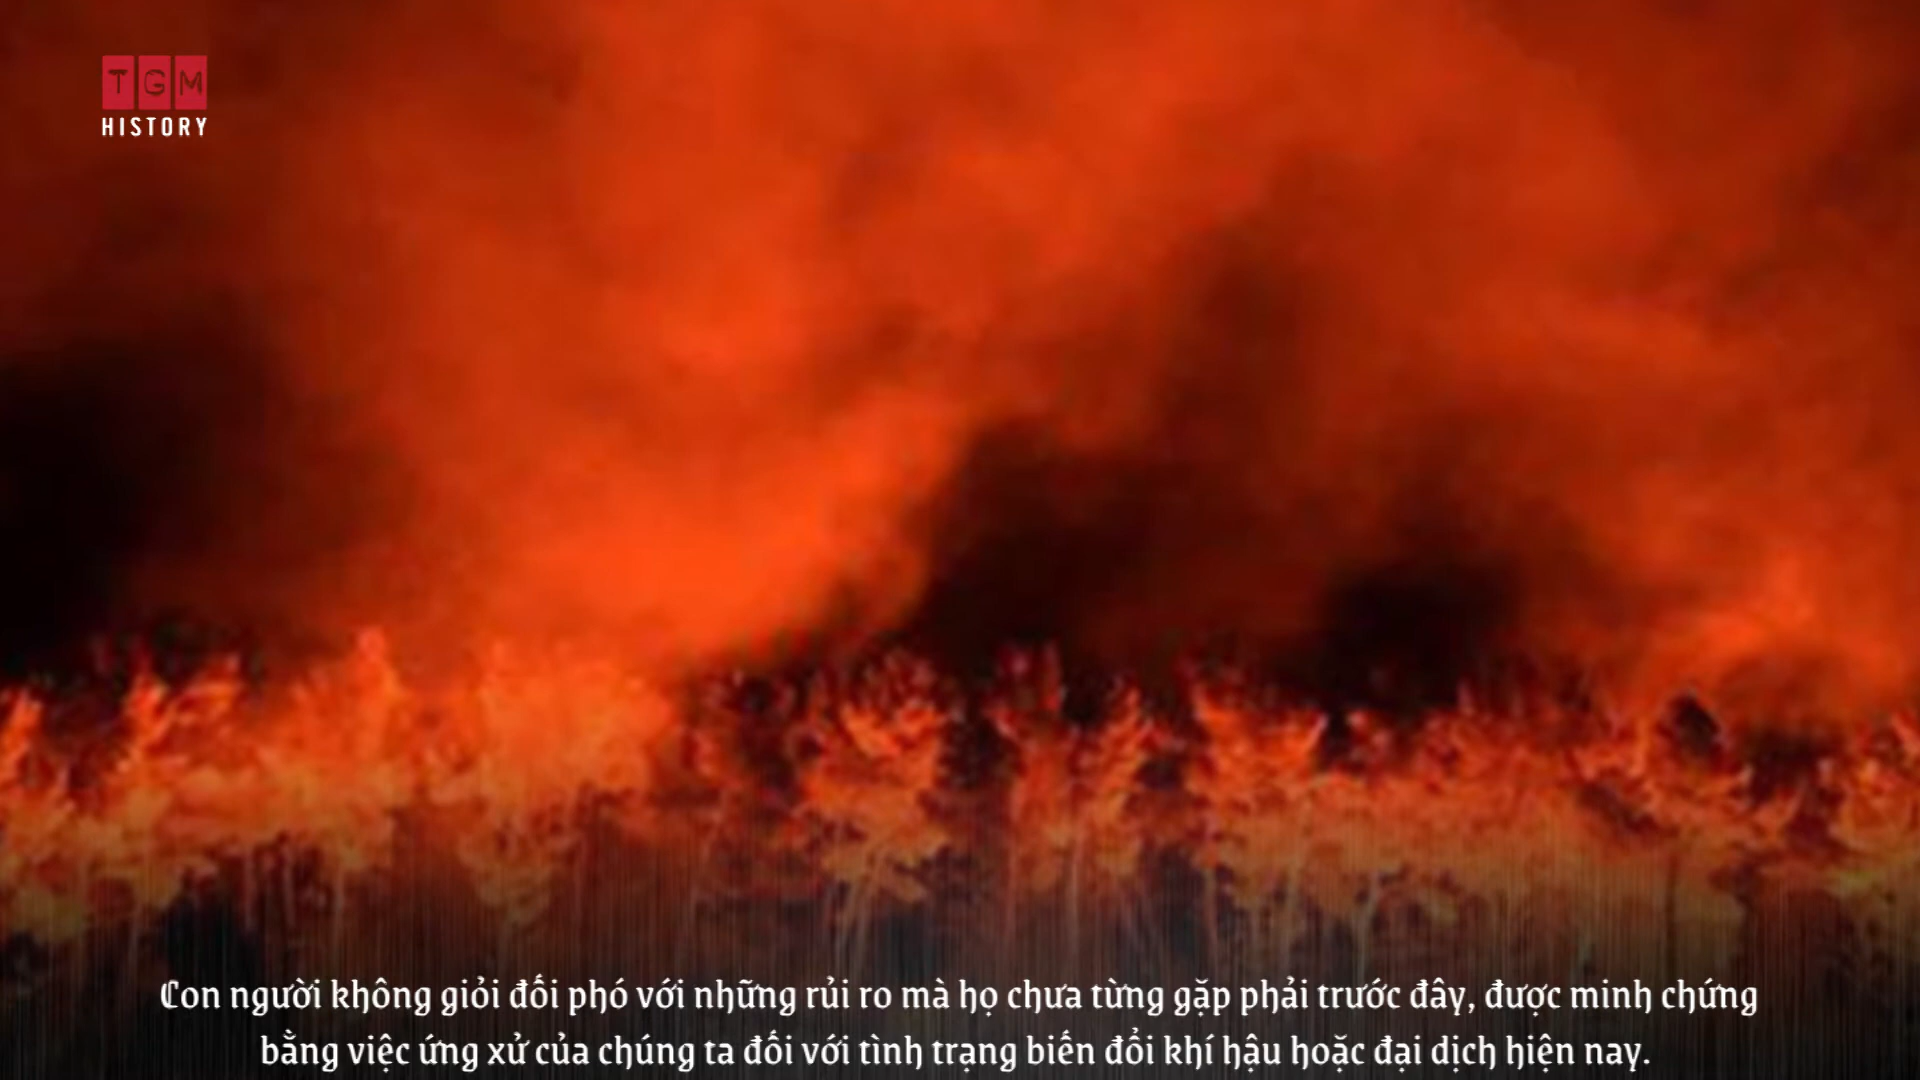 TGM
HISTORY
Con người không giỏi đối phó với những rủi ro mà họ chưa từng gặp phải trước đây, được minh chứng
bằng việc ứng xử của chúng ta đối với tình trạng biến đổi khí hậu hoặc đại dịch hiện nay.